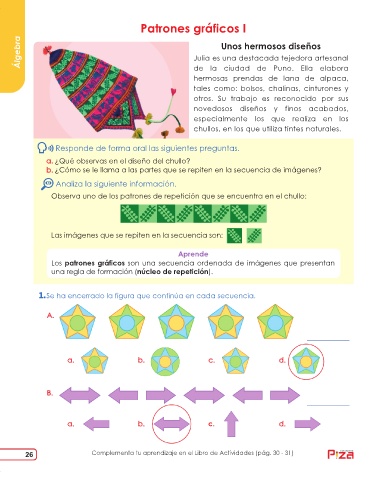 Patrones gráficos I
Álgebra
Unos hermosos diseños
Julia es una destacada tejedora artesanal
de la ciudad de Puno. Ella elabora
hermosas prendas de lana de alpaca,
tales como: bolsos, chalinas, cinturones y
otros. Su trabajo es reconocido por sus
novedosos diseños y finos acabados,
especialmente los que realiza en los
chullos, en los que utiliza tintes naturales.
Responde de forma oral las siguientes preguntas.
a. ¿Qué observas en el diseño del chullo?
b. ¿Cómo se le llama a las partes que se repiten en la secuencia de imágenes?
Analiza la siguiente información.
Observa uno de los patrones de repetición que se encuentra en el chullo:
Las imágenes que se repiten en la secuencia son:
Aprende
Los patrones gráficos son una secuencia ordenada de imágenes que presentan
una regla de formación (núcleo de repetición).
1. Se ha encerrado la figura que continúa en cada secuencia.
A.
a. b. c. d.
B.
a. b. c. d.
26 Complementa tu aprendizaje en el Libro de Actividades (pág. 30 - 31)